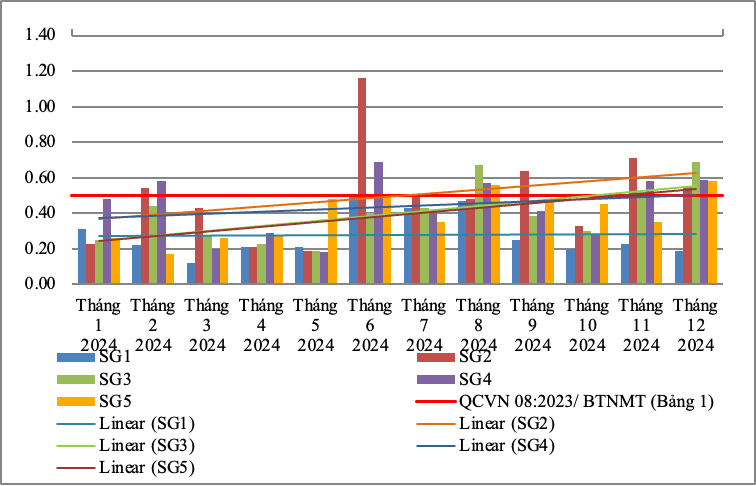 1.40
1.20
1.00
0.80
0.60
0.40
0.20
0.00
Tháng Tháng Tháng Tháng Tháng Tháng Tháng Tháng Tháng Tháng Tháng Tháng
1 2 3 4 5 6 7 8 9 10 11 12
2024 2024 2024 2024 2024 2024 2024 2024 2024 2024 2024 2024
SG1 SG2
SG3 SG4
SG5 QCVN 08:2023/ BTNMT (Bảng 1)
Linear (SG1) Linear (SG2)
Linear (SG3) Linear (SG4)
Linear (SG5)